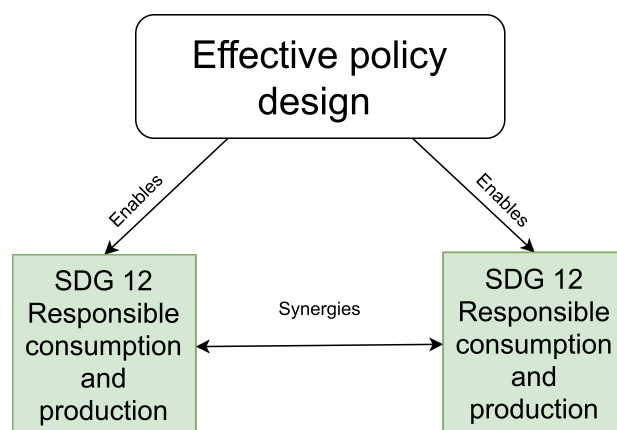 Effective policy
design
Enables
Enables
SDG 12
Responsible
consumption
and
production
Synergies
SDG 12
Responsible
consumption
and
production